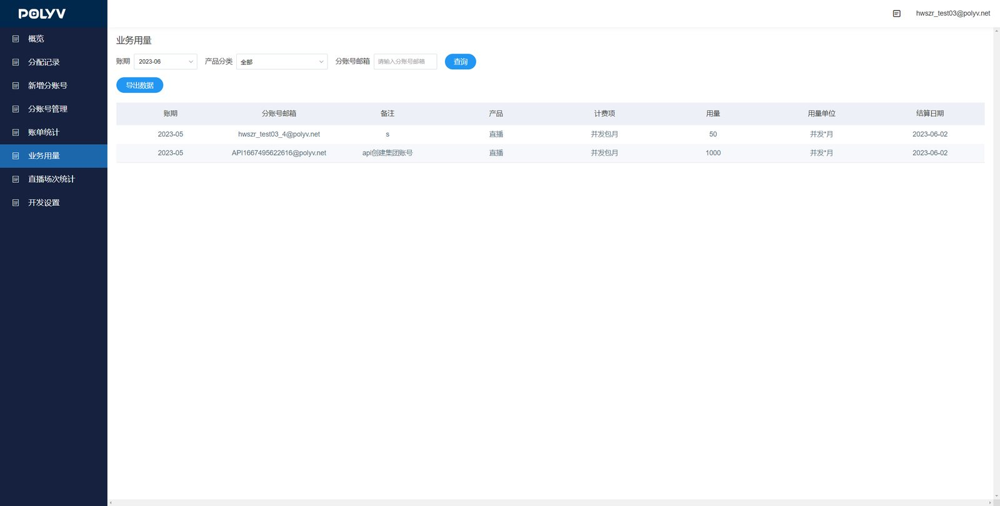 POLYV
hwszr_test03@polyv.net
概览
分配记录
新增分账号
分账号管理
账单统计
业务用量
直播场次统计
开发设置
业务用量
账期 2023-06 产品分类 全部 分账号邮箱 请输入分账号邮箱 查询
导出数据
账期 分账号邮箱 备注 产品 计费项 用量 用量单位 结算日期
2023-05 hwszr_test03_4@polyv.net s 直播 并发包月 50 并发*月 2023-06-02
2023-05 API1667495622616@polyv.net api创建集团账号 直播 并发包月 1000 并发*月 2023-06-02